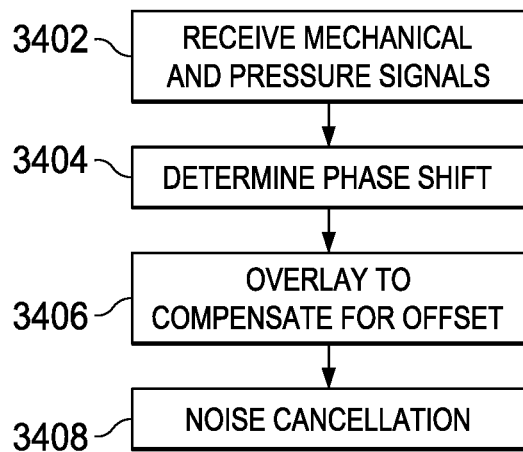 3402
RECEIVE MECHANICAL
AND PRESSURE SIGNALS
3404
DETERMINE PHASE SHIFT
3406
OVERLAY TO
COMPENSATE FOR OFFSET
3408
NOISE CANCELLATION